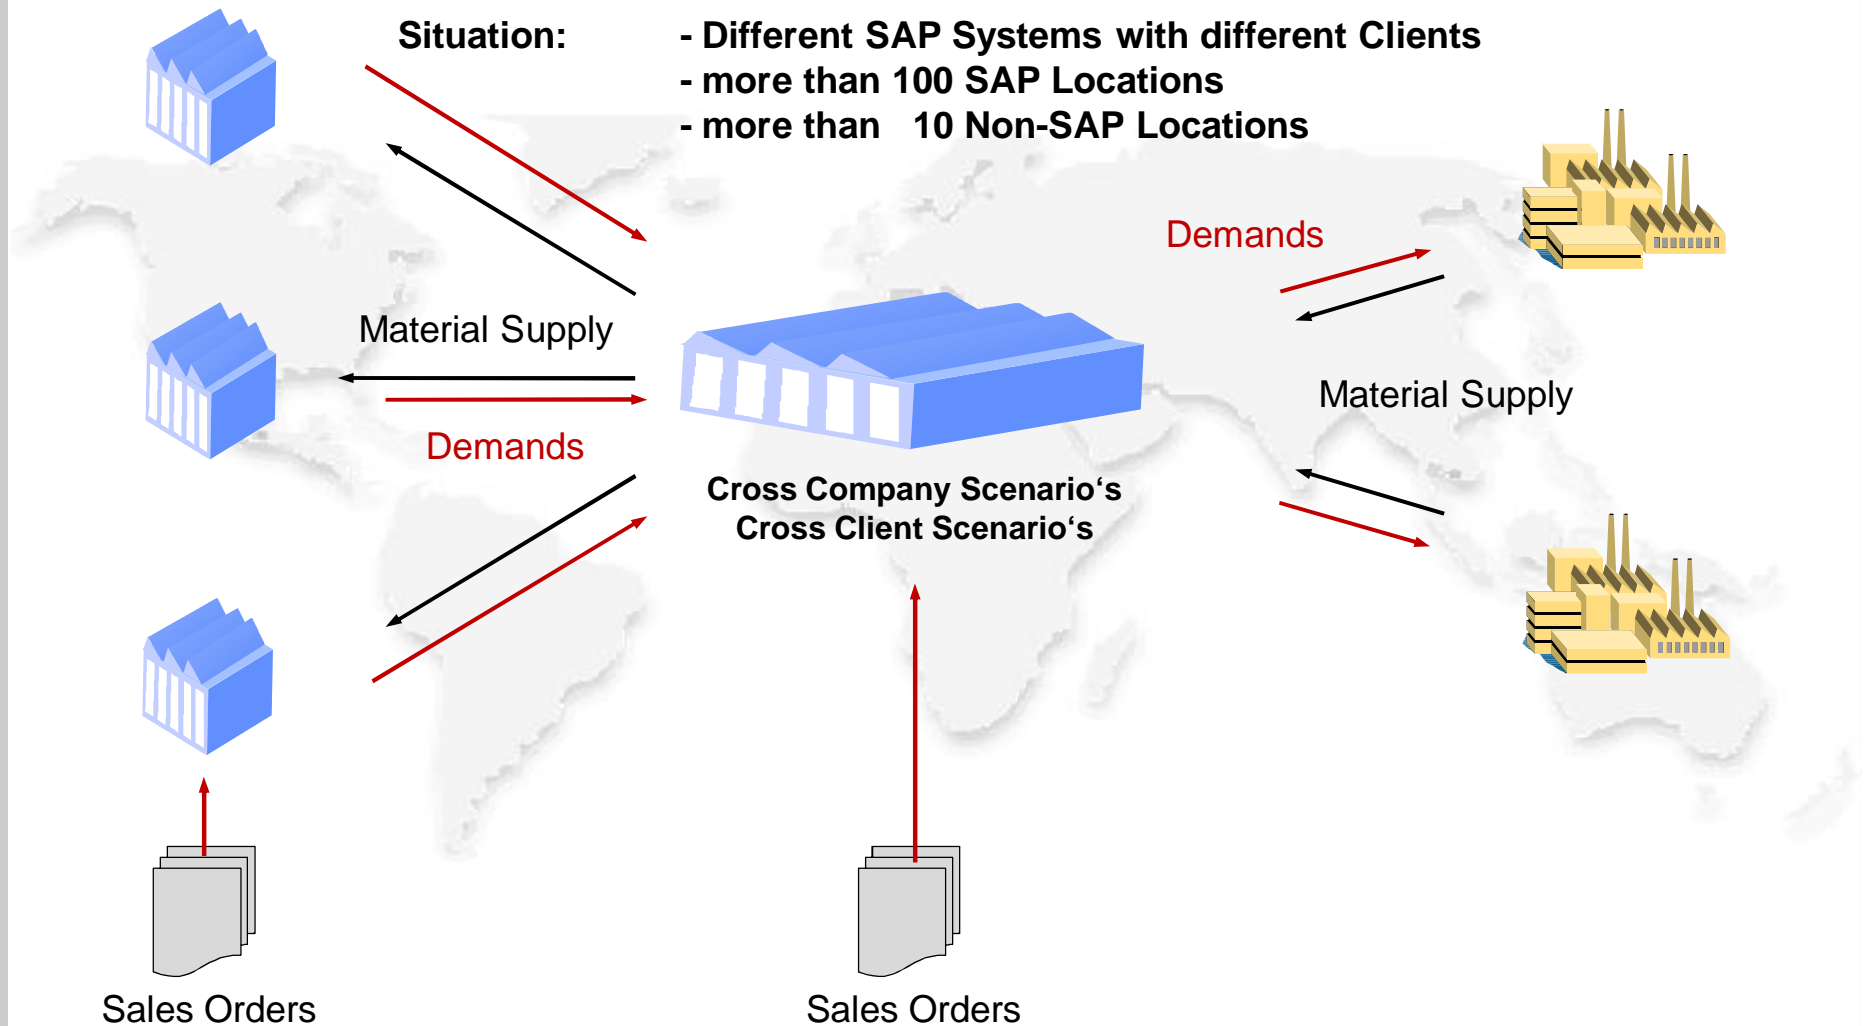 Situation: - Different SAP Systems with different Clients
- more than 100 SAP Locations
- more than 10 Non-SAP Locations
Demands
Material Supply
Material Supply
Demands
Cross Company Scenario‘s
Cross Client Scenario‘s
Sales Orders
Sales Orders